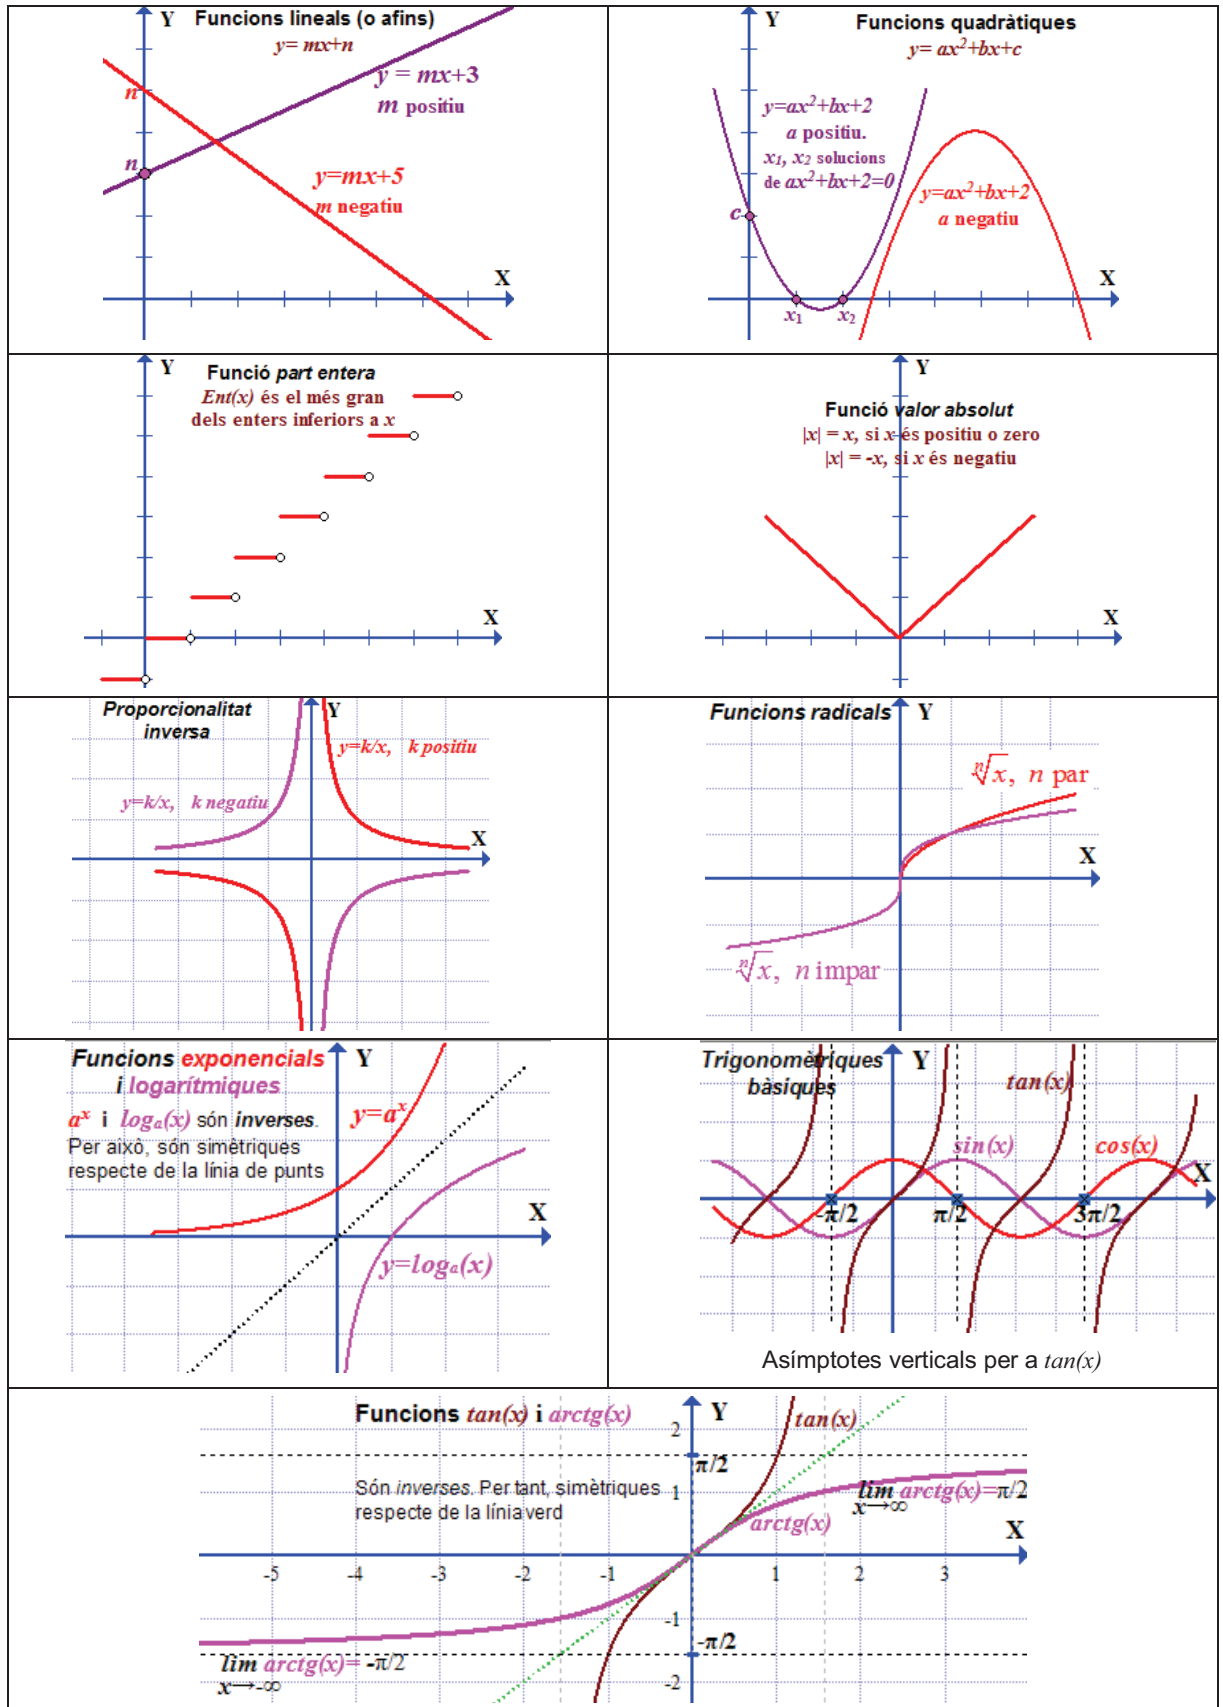 Y Funcions lineals (o afins)
y= mx+n
n
y = mx+3
m positiu
n
y=mx+5
m negatiu
X
Y Funcions quadràtiques
y= ax²+bx+c
y=ax²+bx+2
a positiu.
x₁, x₂ solucions
de ax²+bx+2=0
y=ax²+bx+2
a negatiu
c
X
x₁ x₂
Y Funció part entera
Ent(x) és el més gran
dels enters inferiors a x
X
Y
Funció valor absolut
|x| = x, si x és positiu o zero
|x| = -x, si x és negatiu
X
Proporcionalitat
inversa
Y
y=k/x, k positiu
y=k/x, k negatiu
X
Funcions radicals Y
ⁿ√x, n par
X
ⁿ√x, n impar
Funcions exponencials
i logarítmiques
Y
aˣ i logₐ(x) són inverses.
Per això, són simètriques
respecte de la línia de punts
y=aˣ
X
y=logₐ(x)
Trigonomètriques
bàsiques
Y
tan(x)
sin(x)
cos(x)
X
-π/2 π/2 3π/2
Asímptotes verticals per a tan(x)
Funcions tan(x) i arctg(x)
Y
tan(x)
2
π/2
Són inverses. Per tant, simètriques
respecte de la línia verd
1
lim arctg(x)=π/2
x→∞
arctg(x)
X
-5 -4 -3 -2 -1 1 2 3
-1
-π/2
lim arctg(x)= -π/2
x→-∞
-2